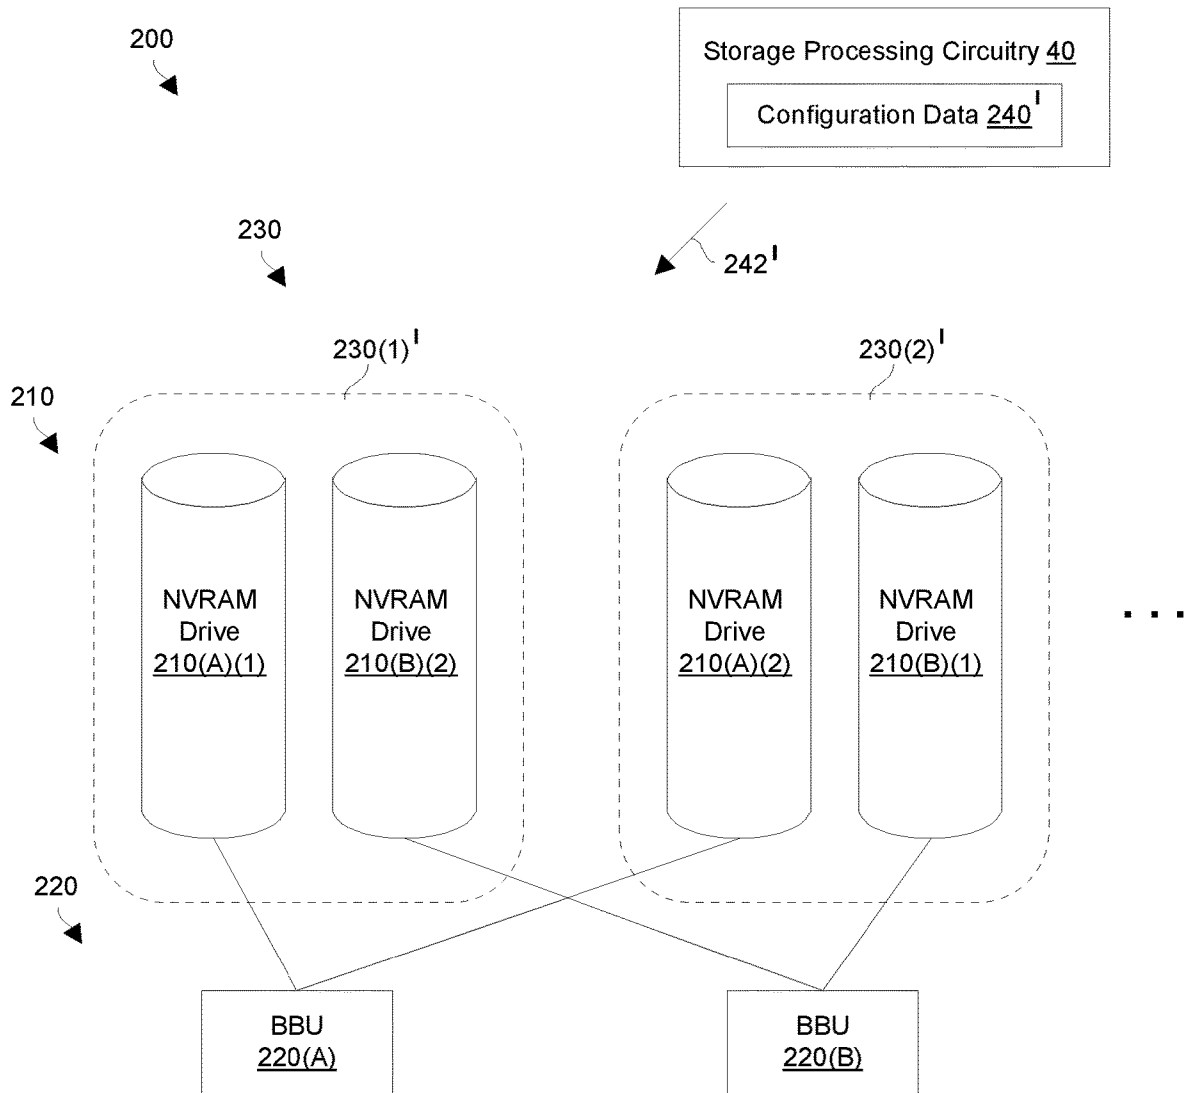 200
Storage Processing Circuitry 40
Configuration Data 240'
230
242'
230(1)'
230(2)'
210
NVRAM
Drive
210(A)(1)
NVRAM
Drive
210(B)(2)
NVRAM
Drive
210(A)(2)
NVRAM
Drive
210(B)(1)
. . .
220
BBU
220(A)
BBU
220(B)